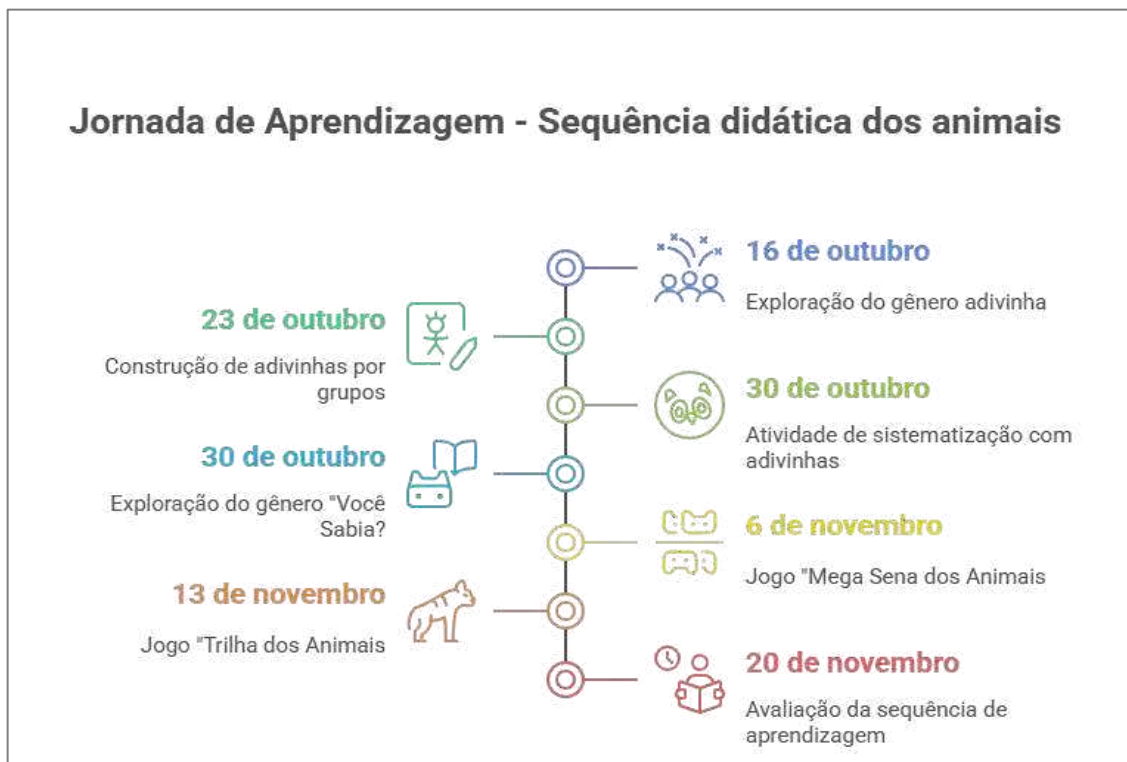 Jornada de Aprendizagem - Sequência didática dos animais
16 de outubro
Exploração do gênero adivinha
23 de outubro
Construção de adivinhas por
grupos
30 de outubro
Atividade de sistematização com
adivinhas
30 de outubro
Exploração do gênero "Você
Sabia?
6 de novembro
Jogo "Mega Sena dos Animais
13 de novembro
Jogo "Trilha dos Animais
20 de novembro
Avaliação da sequência de
aprendizagem